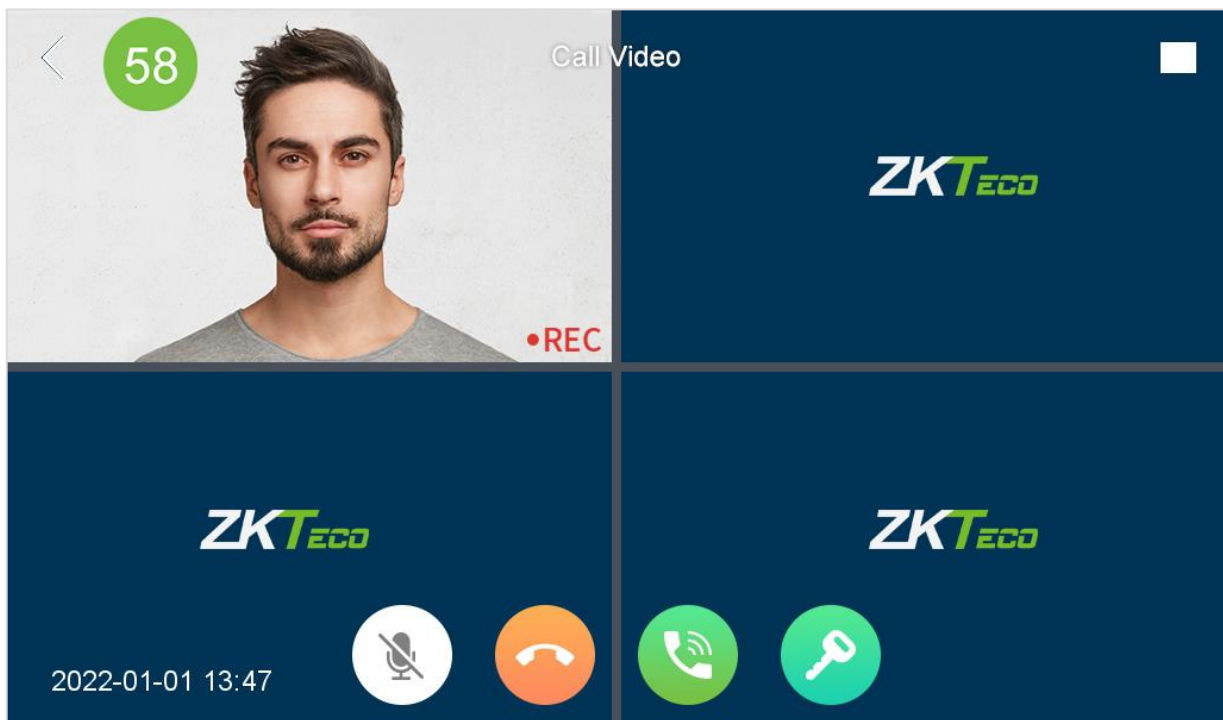 58
Call Video
ZKTECO
•REC
ZKTECO
ZKTECO
2022-01-01 13:47